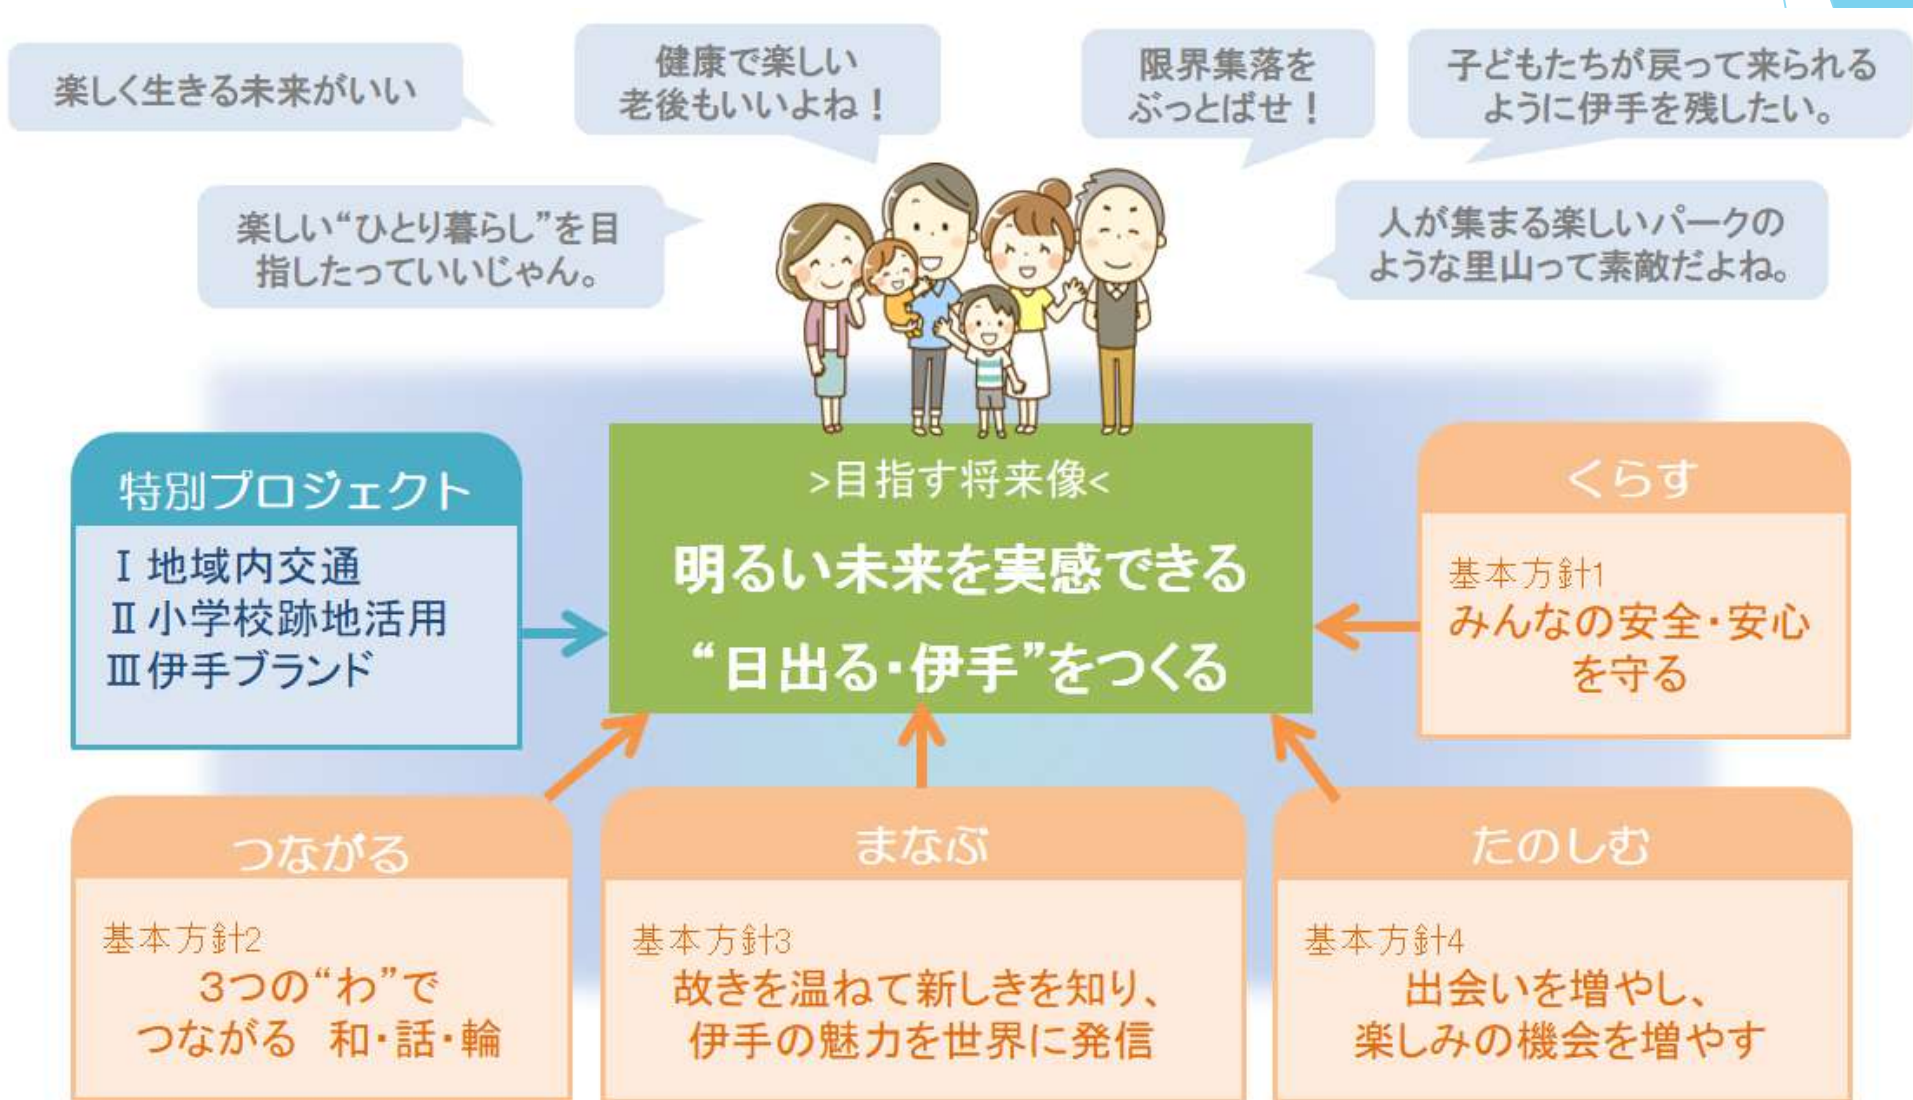 楽しく生きる未来がいい
健康で楽しい
老後もいいよね！
限界集落を
ぶっとばせ！
子どもたちが戻って来られる
ように伊手を残したい。
楽しい“ひとり暮らし”を目
指したっていいじゃん。
人が集まる楽しいパークの
ような里山って素敵だよね。
特別プロジェクト
Ⅰ地域内交通
Ⅱ小学校跡地活用
Ⅲ伊手ブランド
>目指す将来像<
明るい未来を実感できる
“日出る・伊手”をつくる
くらす
基本方針1
みんなの安全・安心
を守る
つながる
基本方針2
３つの“わ”で
つながる　和・話・輪
まなぶ
基本方針3
故きを温ねて新しきを知り、
伊手の魅力を世界に発信
たのしむ
基本方針4
出会いを増やし、
楽しみの機会を増やす